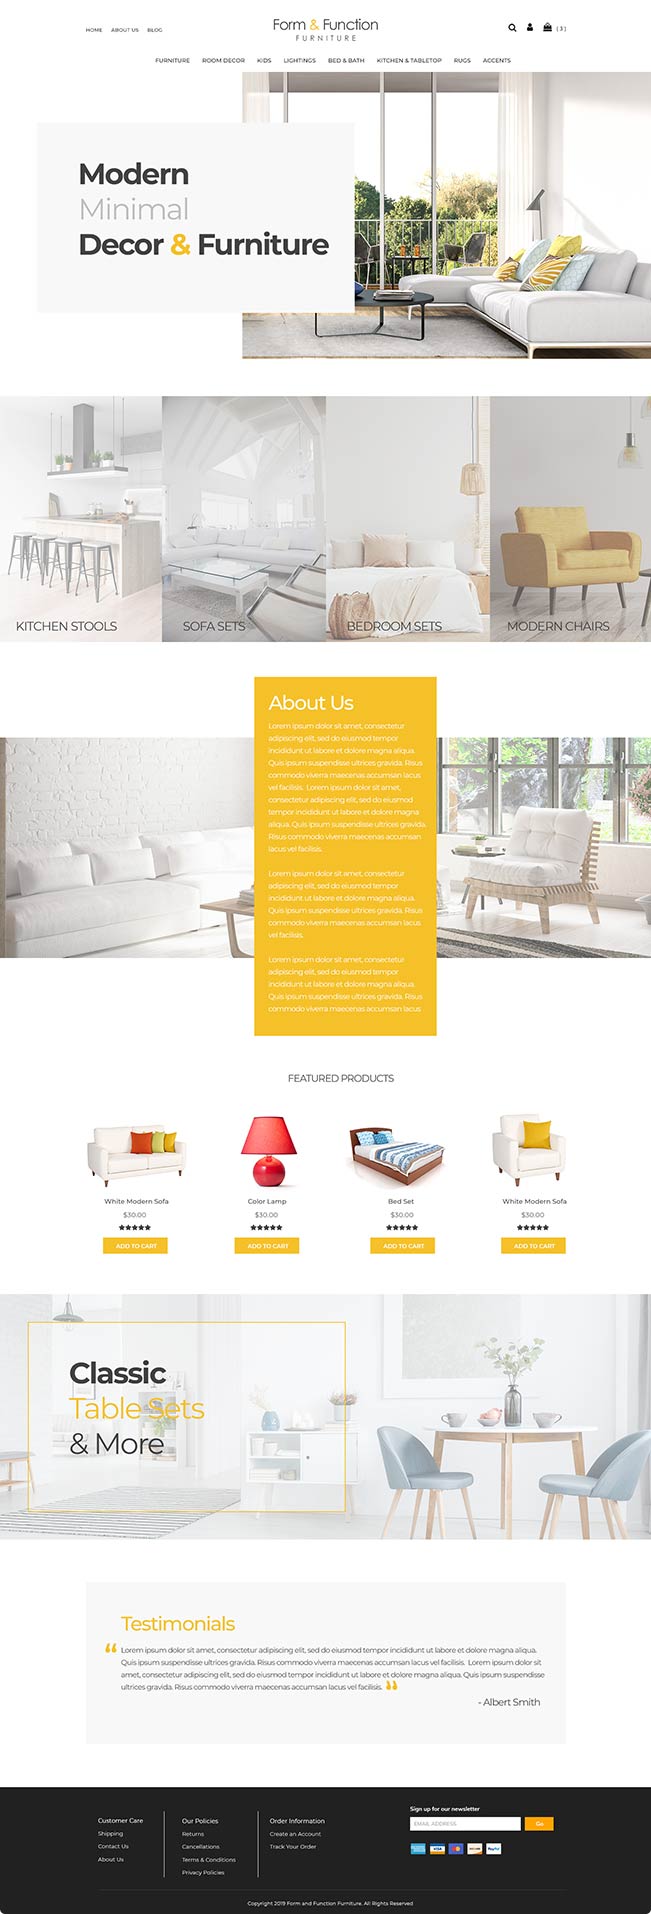 HOME ABOUT US BLOG
Form & Function
FURNITURE
( 3 )
FURNITURE ROOM DECOR KIDS LIGHTINGS BED & BATH KITCHEN & TABLETOP RUGS ACCENTS
Modern
Minimal
Decor & Furniture
KITCHEN STOOLS
SOFA SETS
BEDROOM SETS
MODERN CHAIRS
About Us
Lorem ipsum dolor sit amet, consectetur
adipiscing elit, sed do eiusmod tempor
incididunt ut labore et dolore magna aliqua.
Quis ipsum suspendisse ultrices gravida. Risus
commodo viverra maecenas accumsan lacus
vel facilisis. Lorem ipsum dolor sit amet,
consectetur adipiscing elit, sed do eiusmod
tempor incididunt ut labore et dolore magna
aliqua. Quis ipsum suspendisse ultrices gravida.
Risus commodo viverra maecenas accumsan
lacus vel facilisis.
Lorem ipsum dolor sit amet, consectetur
adipiscing elit, sed do eiusmod tempor
incididunt ut labore et dolore magna aliqua.
Quis ipsum suspendisse ultrices gravida. Risus
commodo viverra maecenas accumsan lacus
vel facilisis.
Lorem ipsum dolor sit amet, consectetur
adipiscing elit, sed do eiusmod tempor
incididunt ut labore et dolore magna aliqua.
Quis ipsum suspendisse ultrices gravida. Risus
commodo viverra maecenas accumsan lacus
FEATURED PRODUCTS
White Modern Sofa
$30.00
ADD TO CART
Color Lamp
$30.00
ADD TO CART
Bed Set
$30.00
ADD TO CART
White Modern Sofa
$30.00
ADD TO CART
Classic
Table Sets
& More
Testimonials
“ Lorem ipsum dolor sit amet, consectetur adipiscing elit, sed do eiusmod tempor incididunt ut labore et dolore magna aliqua.
Quis ipsum suspendisse ultrices gravida. Risus commodo viverra maecenas accumsan lacus vel facilisis. Lorem ipsum dolor sit
amet, consectetur adipiscing elit, sed do eiusmod tempor incididunt ut labore et dolore magna aliqua. Quis ipsum suspendisse
ultrices gravida. Risus commodo viverra maecenas accumsan lacus vel facilisis. ”
- Albert Smith
Customer Care
Shipping
Contact Us
About Us
Our Policies
Returns
Cancellations
Terms & Conditions
Privacy Policies
Order Information
Create an Account
Track Your Order
Sign up for our newsletter
EMAIL ADDRESS
Go
VISA
PayPal
Copyright 2019 Form and Function Furniture. All Rights Reserved